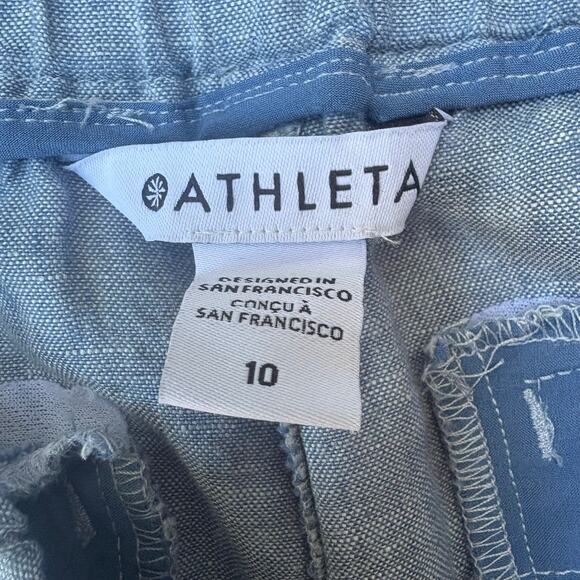 ATHLETA
DESIGNED IN
SAN FRANCISCO
CONÇU À
SAN FRANCISCO
10